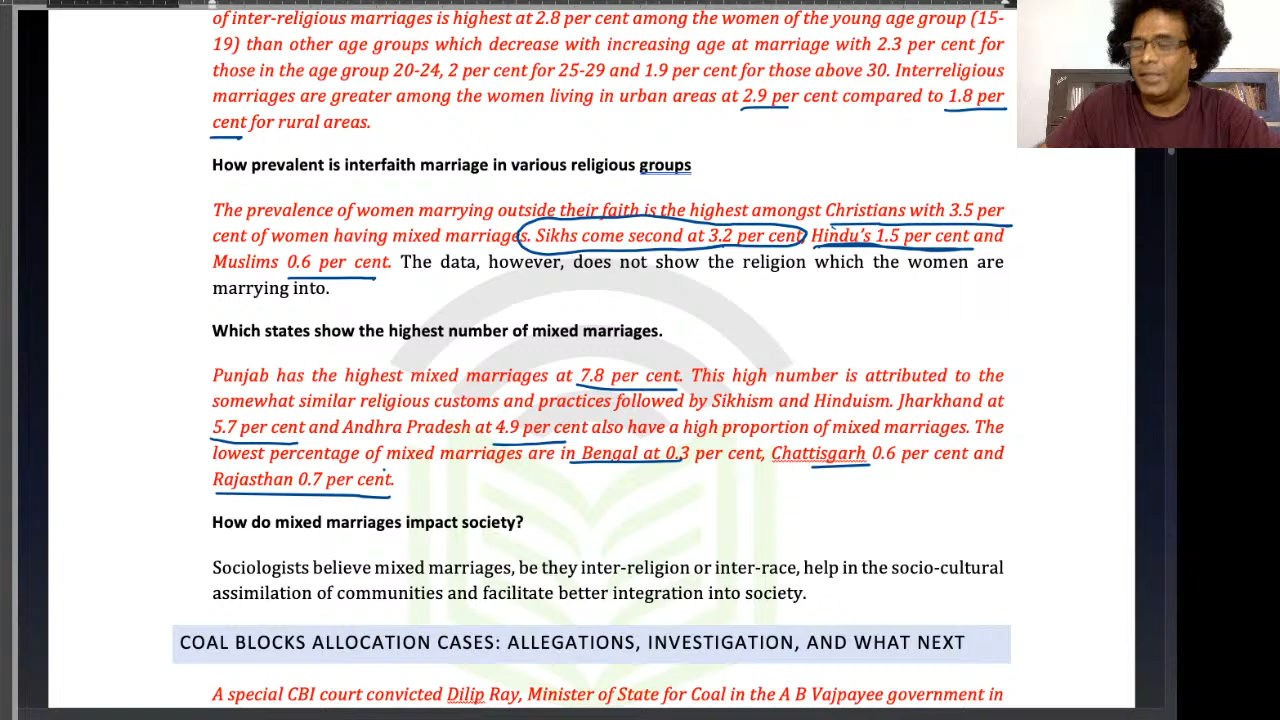 of inter-religious marriages is highest at 2.8 per cent among the women of the young age group (15-
19) than other age groups which decrease with increasing age at marriage with 2.3 per cent for
those in the age group 20-24, 2 per cent for 25-29 and 1.9 per cent for those above 30. Interreligious
marriages are greater among the women living in urban areas at 2.9 per cent compared to 1.8 per
cent for rural areas.
How prevalent is interfaith marriage in various religious groups
The prevalence of women marrying outside their faith is the highest amongst Christians with 3.5 per
cent of women having mixed marriages. Sikhs come second at 3.2 per cent, Hindu's 1.5 per cent and
Muslims 0.6 per cent. The data, however, does not show the religion which the women are
marrying into.
Which states show the highest number of mixed marriages.
Punjab has the highest mixed marriages at 7.8 per cent. This high number is attributed to the
somewhat similar religious customs and practices followed by Sikhism and Hinduism. Jharkhand at
5.7 per cent and Andhra Pradesh at 4.9 per cent also have a high proportion of mixed marriages. The
lowest percentage of mixed marriages are in Bengal at 0.3 per cent, Chattisgarh 0.6 per cent and
Rajasthan 0.7 per cent.
How do mixed marriages impact society?
Sociologists believe mixed marriages, be they inter-religion or inter-race, help in the socio-cultural
assimilation of communities and facilitate better integration into society.
COAL BLOCKS ALLOCATION CASES: ALLEGATIONS, INVESTIGATION, AND WHAT NEXT
A special CBI court convicted Dilip Ray, Minister of State for Coal in the A B Vajpayee government in